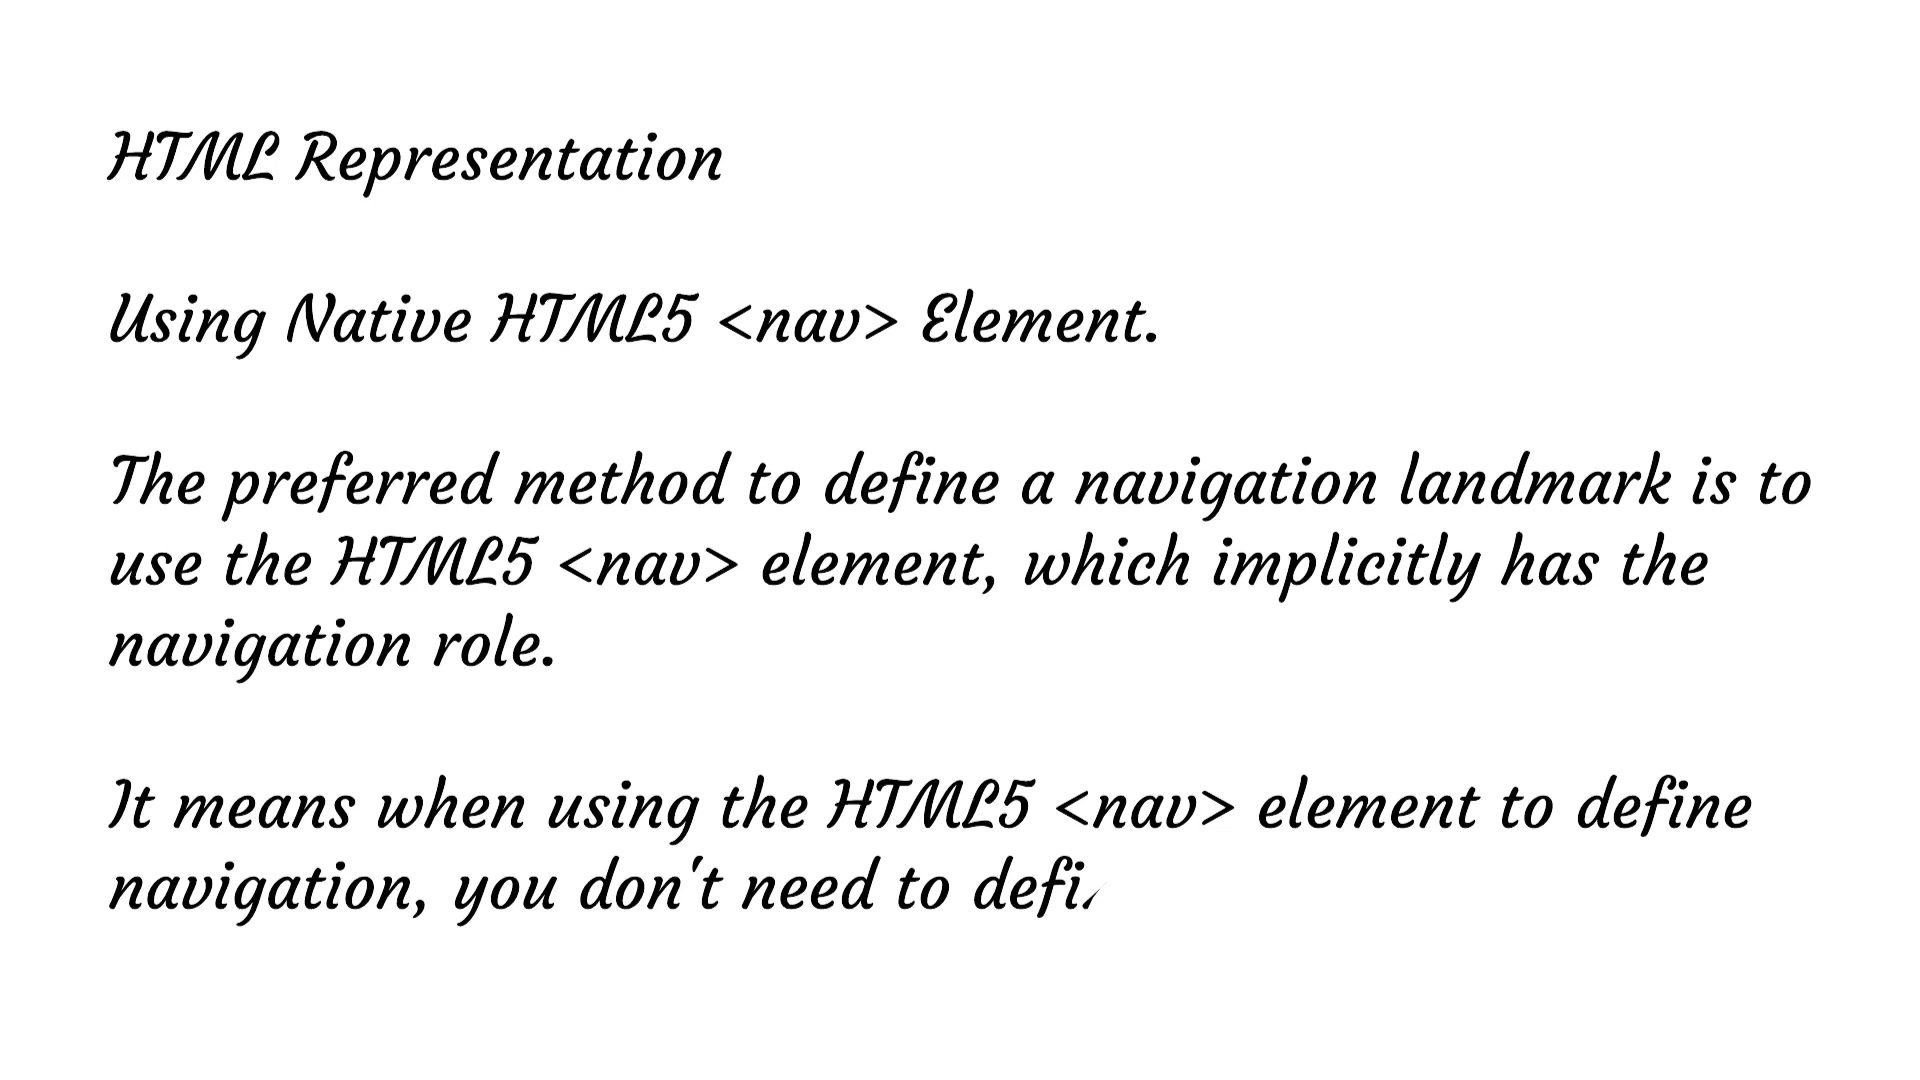 HTML Representation
Using Native HTML5 <nav> Element.
The preferred method to define a navigation landmark is to
use the HTML5 <nav> element, which implicitly has the
navigation role.
It means when using the HTML5 <nav> element to define
navigation, you don't need to